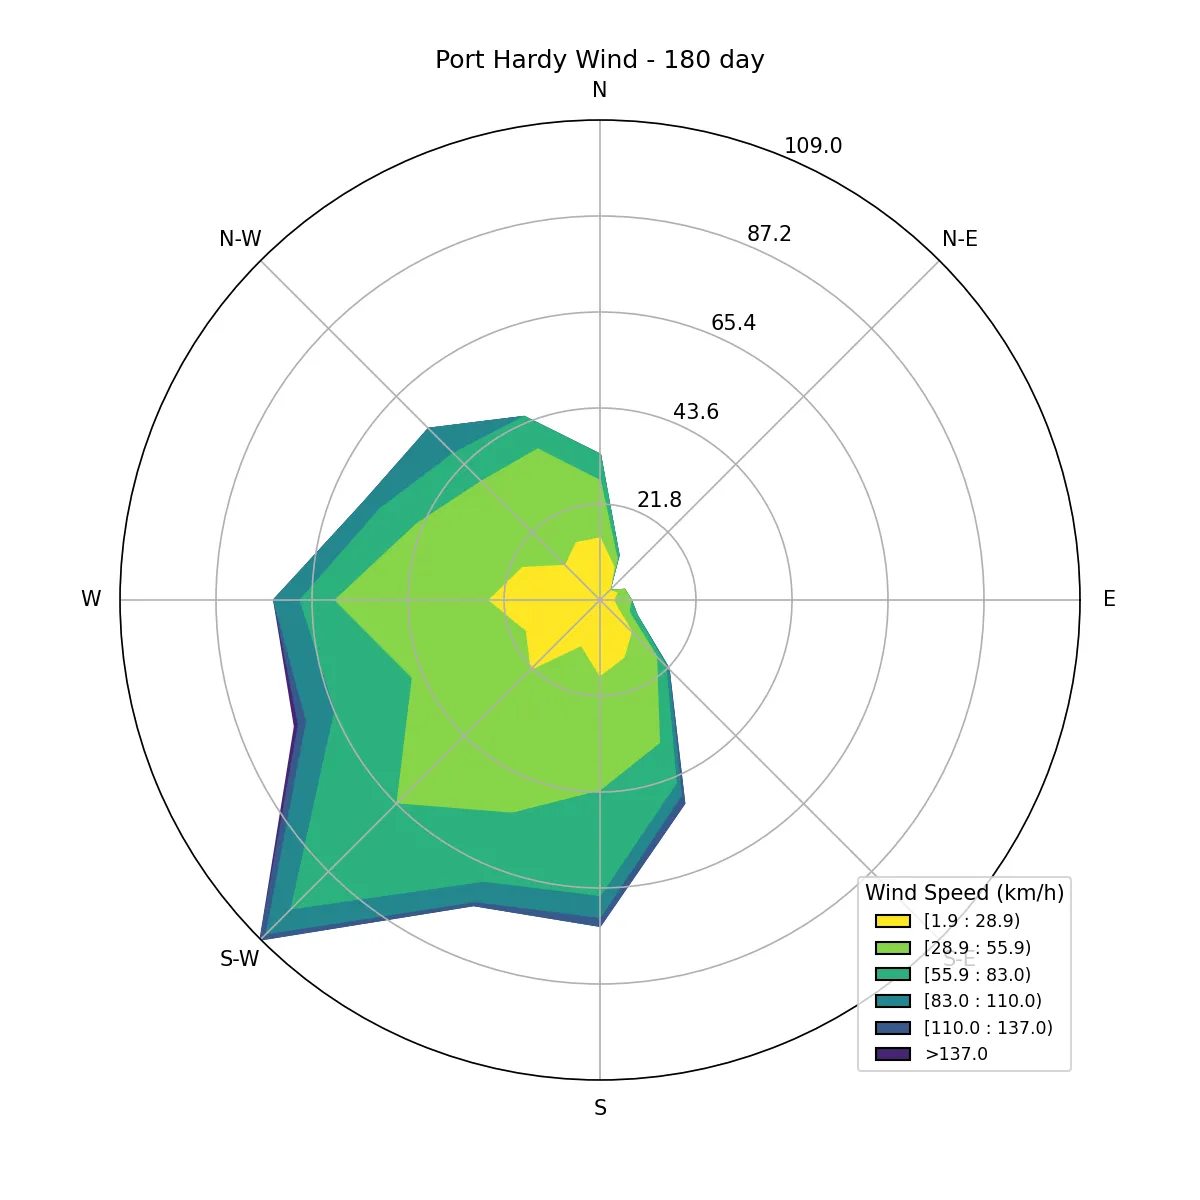 Port Hardy Wind - 180 day
N
109.0
N-W
87.2
N-E
65.4
43.6
21.8
W
E
Wind Speed (km/h)
[1.9 : 28.9)
[28.9 : 55.9)
S-W
S-E
[55.9 : 83.0)
[83.0 : 110.0)
[110.0 : 137.0)
>137.0
S